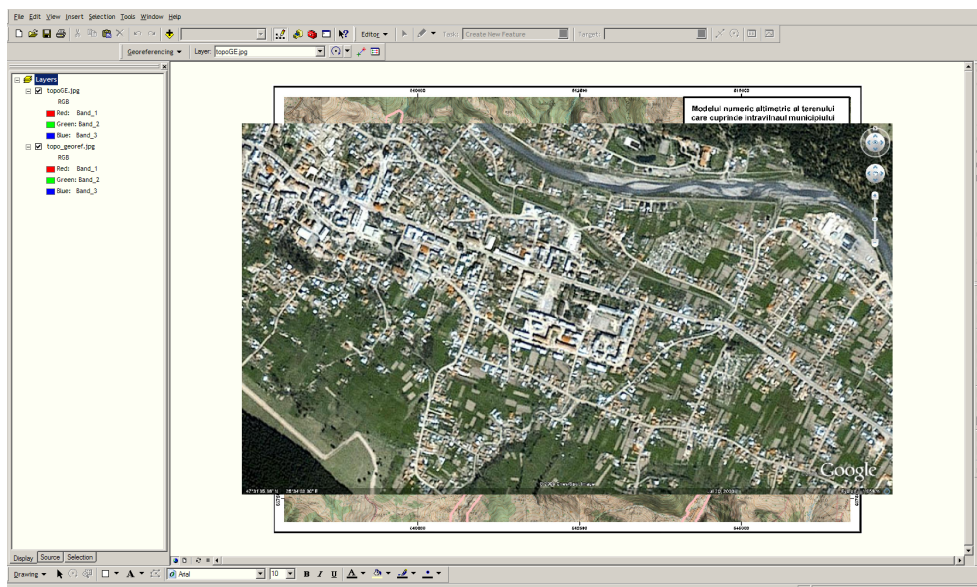 File Edit View Insert Selection Tools Window Help
Editor Task: Create New Feature Target:
Georeferencing Layer: topoGE.jpg
Layers
topoGE.jpg
RGB
Red: Band_1
Green: Band_2
Blue: Band_3
topo_georef.jpg
RGB
Red: Band_1
Green: Band_2
Blue: Band_3
Modelul numeric altimetric al terenului
care cuprinde intravilnaul municipiului
Google
Display Source Selection
Drawing A Arial 10 B I U A